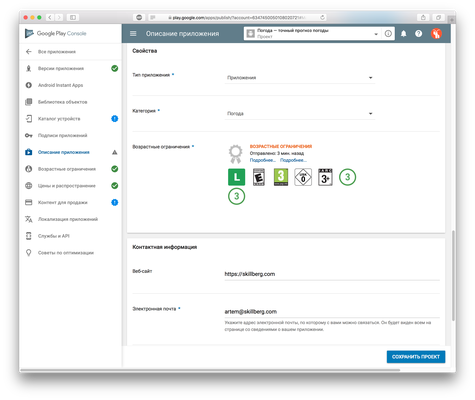 play.google.com/apps/publish/?account=8347460060108020721#
Google Play Console
Описание приложения
Погода — точный прогноз погоды
Проект
Все приложения
Версии приложения
Android Instant Apps
Библиотека объектов
Каталог устройств
Подписи приложений
Описание приложения
Возрастные ограничения
Цены и распространение
Контент для продажи
Локализация приложений
Службы и API
Советы по оптимизации
Свойства
Тип приложения *
Приложения
Категория *
Погода
Возрастные ограничения *
ВОЗРАСТНЫЕ ОГРАНИЧЕНИЯ
Отправлено: 3 мин. назад
Подробнее... Подробнее...
L
E
3
0
3+
3
3
Контактная информация
Веб-сайт
https://skillberg.com
Электронная почта *
artem@skillberg.com
Укажите адрес электронной почты, по которому с вами можно связаться. Он будет виден всем на
странице со сведениями о вашем приложении.
СОХРАНИТЬ ПРОЕКТ